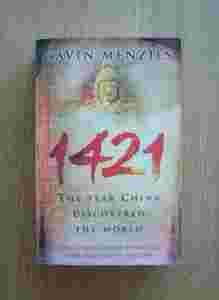 GAVIN MENZIES
1421
THE YEAR CHINA
DISCOVERED
THE WORLD